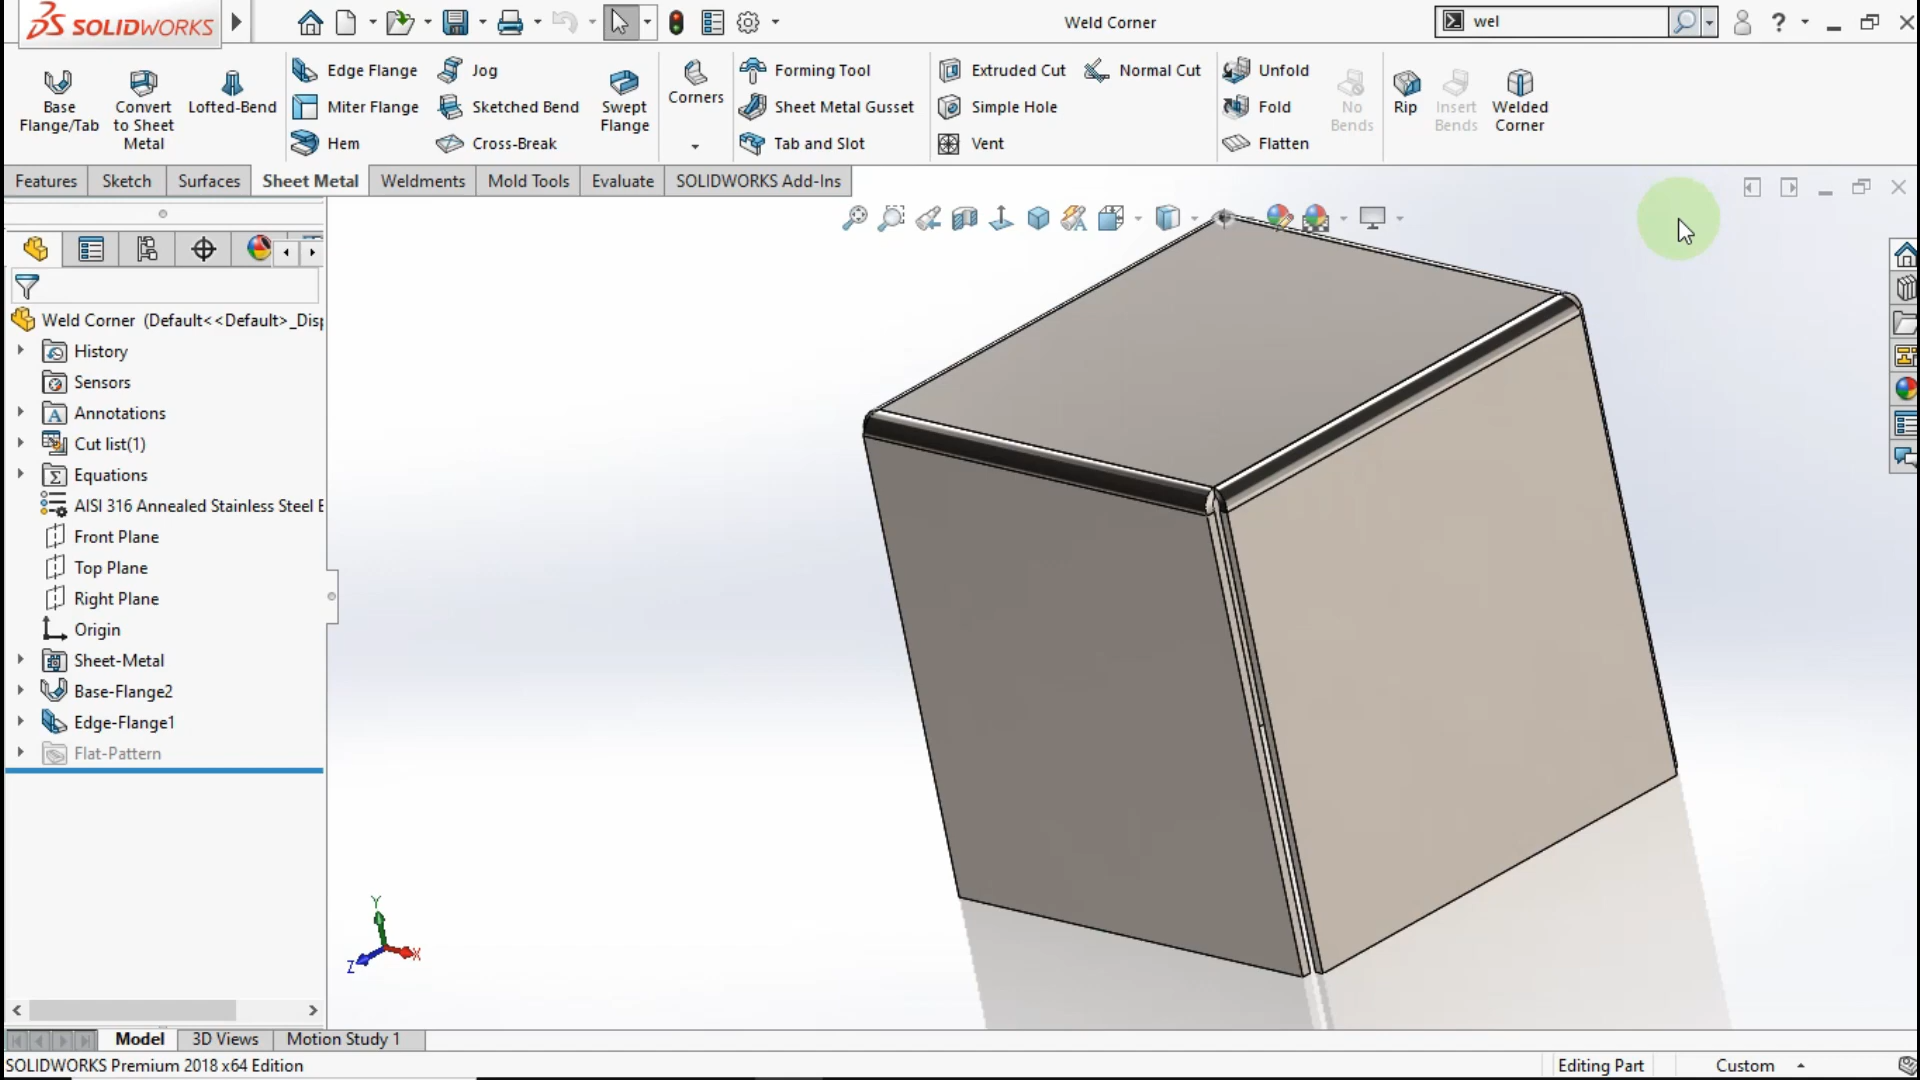 SOLIDWORKS
Weld Corner
wel
?
Base Flange/Tab
Convert to Sheet Metal
Lofted-Bend
Edge Flange
Miter Flange
Hem
Jog
Sketched Bend
Cross-Break
Swept Flange
Corners
Forming Tool
Sheet Metal Gusset
Tab and Slot
Extruded Cut
Simple Hole
Vent
Normal Cut
Unfold
Fold
Flatten
No Bends
Rip
Insert Bends
Welded Corner
Features
Sketch
Surfaces
Sheet Metal
Weldments
Mold Tools
Evaluate
SOLIDWORKS Add-Ins
Weld Corner (Default<<Default>_Disp
History
Sensors
Annotations
Cut list(1)
Equations
AISI 316 Annealed Stainless Steel B
Front Plane
Top Plane
Right Plane
Origin
Sheet-Metal
Base-Flange2
Edge-Flange1
Flat-Pattern
Y
X
Z
Model
3D Views
Motion Study 1
SOLIDWORKS Premium 2018 x64 Edition
Editing Part
Custom